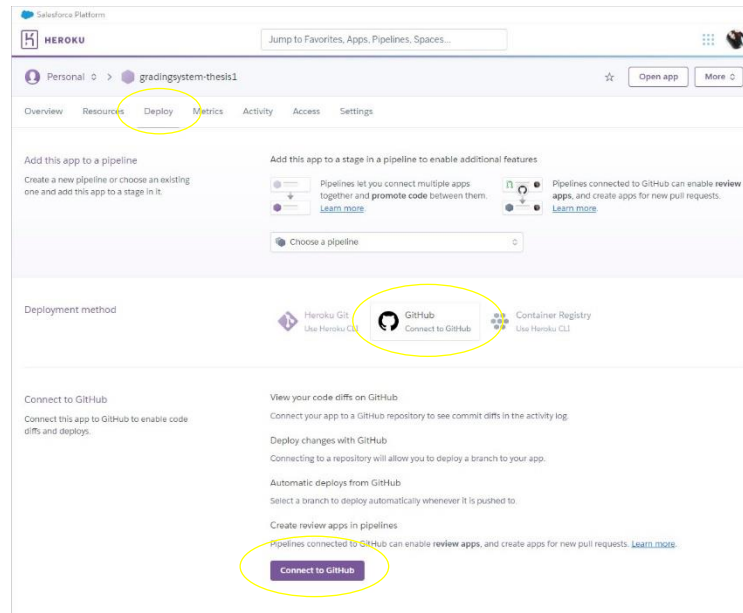 Salesforce Platform
HEROKU
Jump to Favorites, Apps, Pipelines, Spaces...
Personal
gradingsystem-thesis1
Open app
More
Overview Resources Deploy Metrics Activity Access Settings
Add this app to a pipeline
Create a new pipeline or choose an existing
one and add this app to a stage in it.
Add this app to a stage in a pipeline to enable additional features
Pipelines let you connect multiple apps
together and promote code between them.
Learn more.
Pipelines connected to GitHub can enable review
apps, and create apps for new pull requests.
Learn more.
Choose a pipeline
Deployment method
Heroku Git
Use Heroku CLI
GitHub
Connect to GitHub
Container Registry
Use Heroku CLI
Connect to GitHub
Connect this app to GitHub to enable code
diffs and deploys.
View your code diffs on GitHub
Connect your app to a GitHub repository to see commit diffs in the activity log.
Deploy changes with GitHub
Connecting to a repository will allow you to deploy a branch to your app.
Automatic deploys from GitHub
Select a branch to deploy automatically whenever it is pushed to.
Create review apps in pipelines
Pipelines connected to GitHub can enable review apps, and create apps for new pull requests. Learn more.
Connect to GitHub